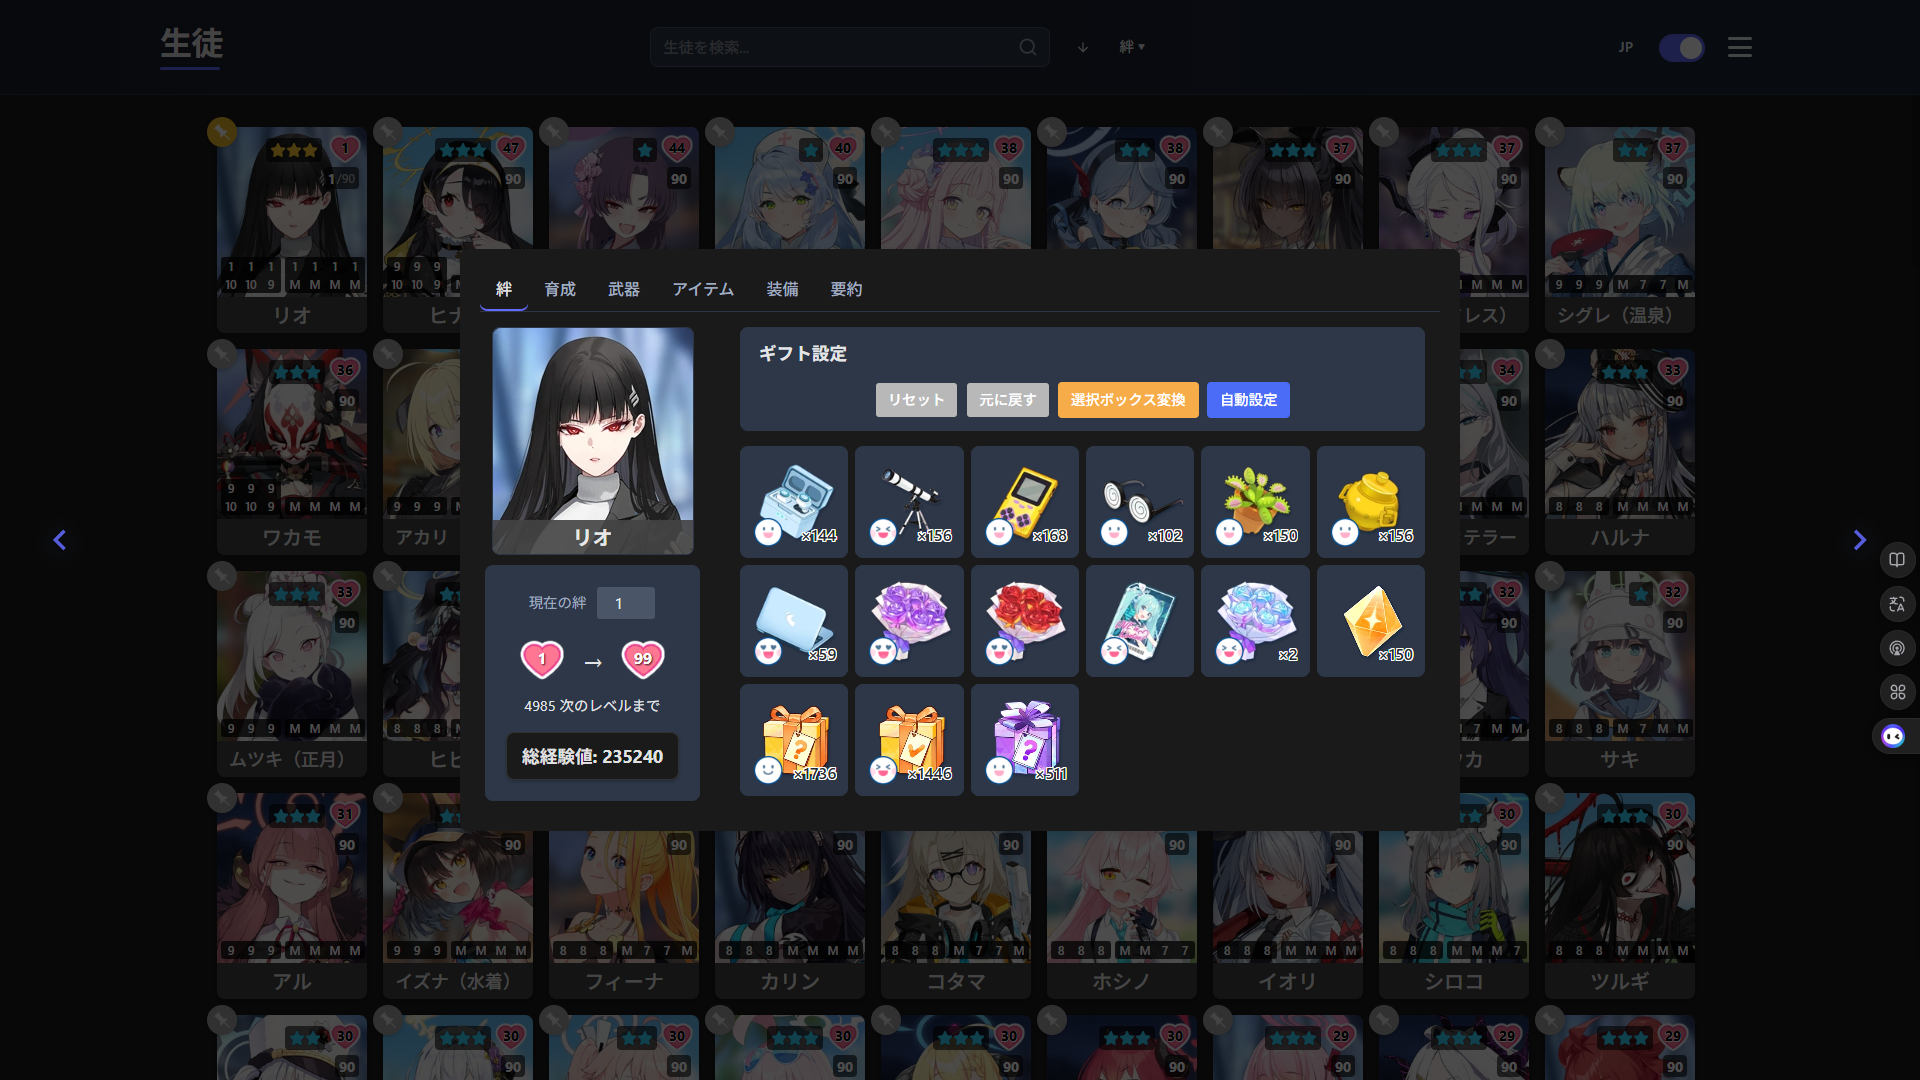 生徒
生徒を検索...
絆
JP
1
47
44
40
38
38
37
37
37
1/90
90
90
90
90
90
90
90
90
1 1 1 1 1 1 1
10 10 9 M M M M
9 9 9
10 10 9
M M M
9 9 9 M 7 7 M
リオ
ヒナ
レス）
シグレ（温泉）
絆
育成
武器
アイテム
装備
要約
リオ
現在の絆
1
1
→
99
4985 次のレベルまで
総経験値: 235240
ギフト設定
リセット
元に戻す
選択ボックス変換
自動設定
×144
×156
×168
×102
×150
×156
×59
×2
×150
×1736
×1446
×511
36
90
9 9 9
10 10 9 M M M M
9 9 9
ワカモ
アカリ
34
90
M M M
テラー
33
90
8 8 8 M M M M
ハルナ
33
90
9 9 9 M M M M
8 8 8
ムツキ（正月）
ヒビ
32
90
7 M M
カ
32
90
8 8 8 M M M M
サキ
31
30
30
90
90
90
90
90
90
90
90
90
9 9 9 M M M M
9 9 9 M M M M
8 8 8 M 7 7 M
8 8 8 M M M M
8 8 8 M 7 7 M
8 8 8 M M 7 7
8 8 8 M M M M
8 8 8 M M M 7
8 8 8 M M M M
アル
イズナ（水着）
フィーナ
カリン
コタマ
ホシノ
イオリ
シロコ
ツルギ
30
30
30
30
30
30
29
29
29
90
90
90
90
90
90
90
90
90